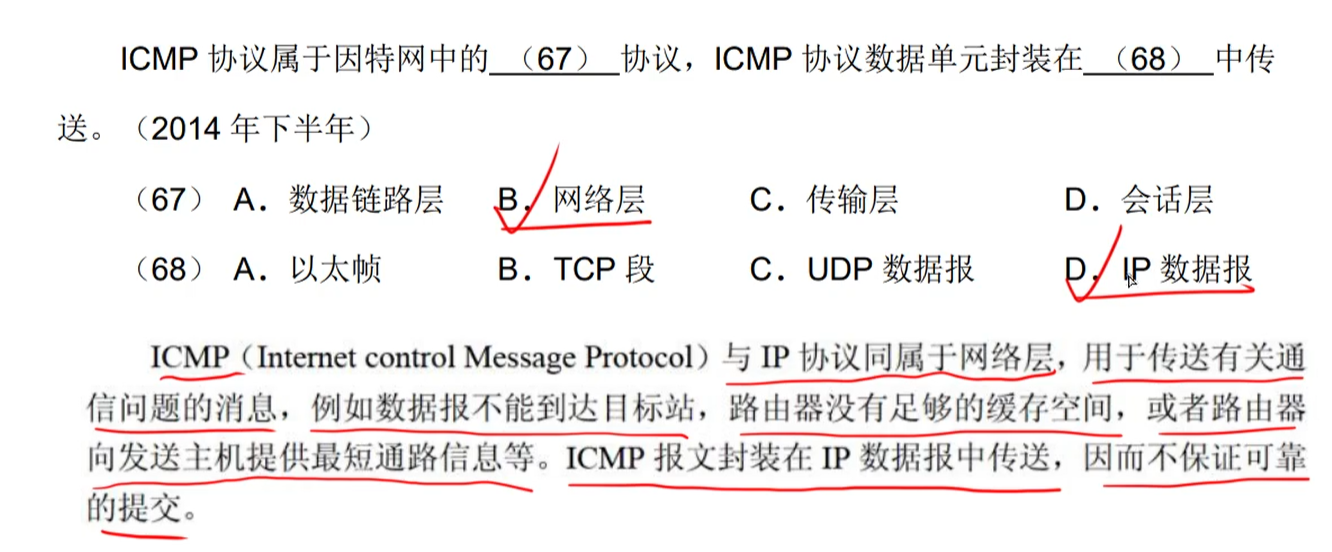 ICMP 协议属于因特网中的 （67） 协议，ICMP 协议数据单元封装在 （68） 中传
送。（2014 年下半年）
（67） A．数据链路层 B．网络层 C．传输层 D．会话层
（68） A．以太帧 B．TCP 段 C．UDP 数据报 D．IP 数据报
ICMP（Internet control Message Protocol）与 IP 协议同属于网络层，用于传送有关通
信问题的消息，例如数据报不能到达目标站，路由器没有足够的缓存空间，或者路由器
向发送主机提供最短通路信息等。ICMP 报文封装在 IP 数据报中传送，因而不保证可靠
的提交。